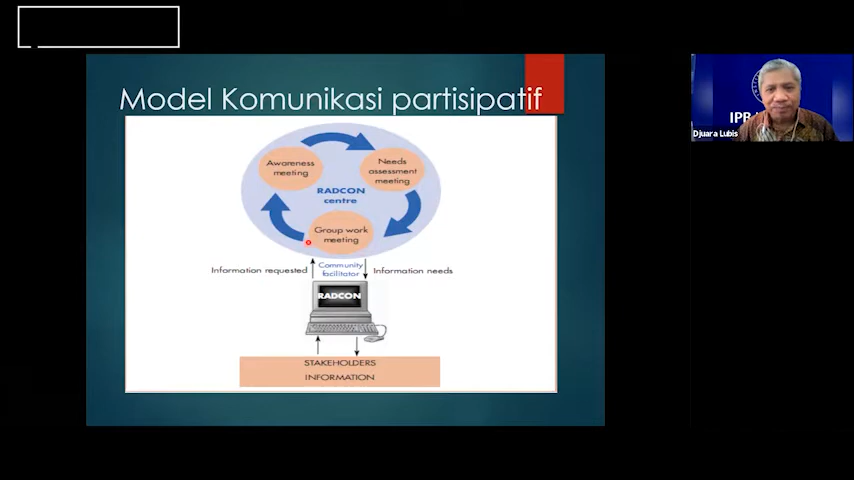 Model Komunikasi partisipatif
Awareness
meeting
Needs
assessment
meeting
RADCON
centre
Group work
meeting
Information requested
Community
facilitator
Information needs
RADCON
STAKEHOLDERS
INFORMATION
Djuara Lubis